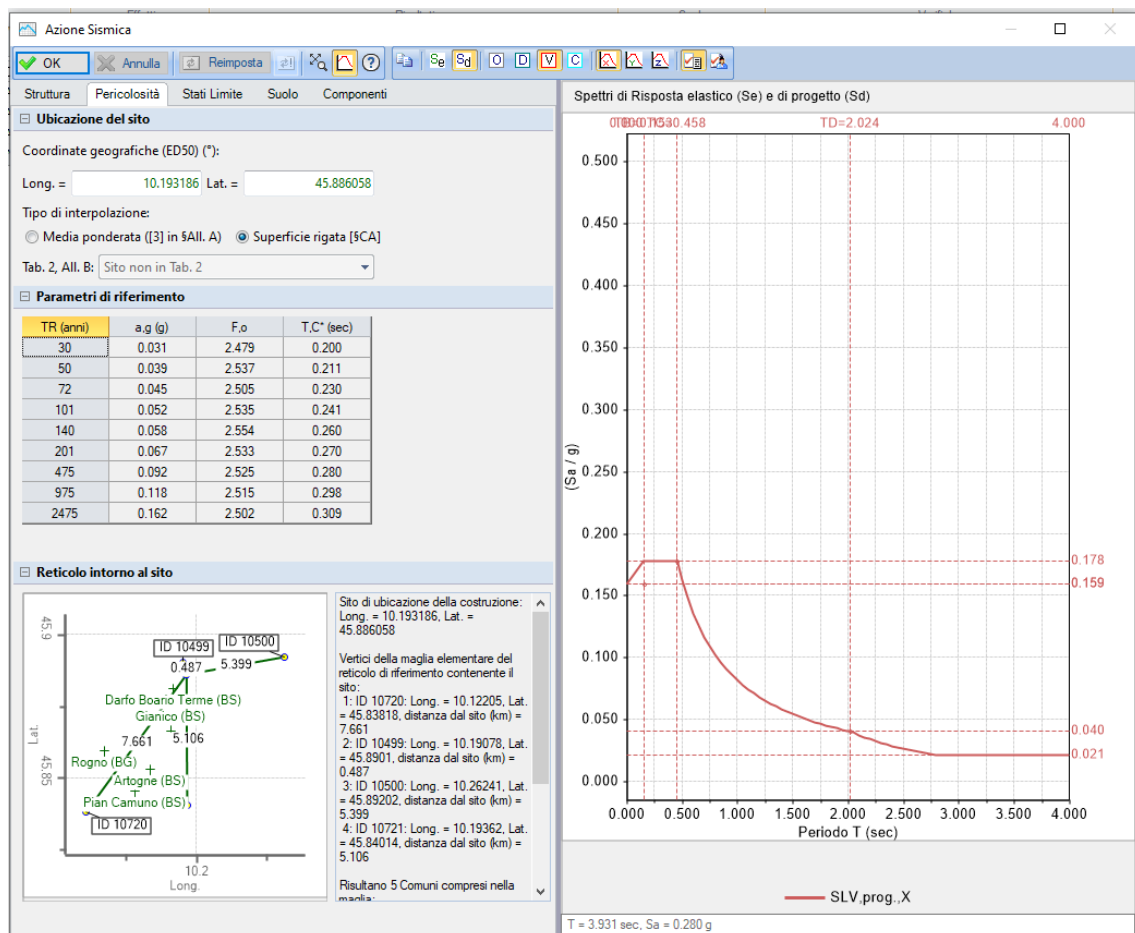 Azione Sismica
OK Annulla Reimposta Se Sd O D V C X Y Z
Struttura Pericolosità Stati Limite Suolo Componenti
Ubicazione del sito
Coordinate geografiche (ED50) (°):
Long. = 10.193186 Lat. = 45.886058
Tipo di interpolazione:
Media ponderata ([3] in §All. A) Superficie rigata [§CA]
Tab. 2, All. B: Sito non in Tab. 2
Parametri di riferimento
TR (anni) a,g (g) F,o T,C* (sec)
30 0.031 2.479 0.200
50 0.039 2.537 0.211
72 0.045 2.505 0.230
101 0.052 2.535 0.241
140 0.058 2.554 0.260
201 0.067 2.533 0.270
475 0.092 2.525 0.280
975 0.118 2.515 0.298
2475 0.162 2.502 0.309
Reticolo intorno al sito
45.9
ID 10499 ID 10500
0.487 5.399
Darfo Boario Terme (BS)
Gianico (BS)
Lat.
7.661 5.106
Rogno (BG)
45.85
Artogne (BS)
Pian Camuno (BS)
ID 10720
10.2
Long.
Sito di ubicazione della costruzione:
Long. = 10.193186, Lat. =
45.886058
Vertici della maglia elementare del
reticolo di riferimento contenente il
sito:
1: ID 10720: Long. = 10.12205, Lat.
= 45.83818, distanza dal sito (km) =
7.661
2: ID 10499: Long. = 10.19078, Lat.
= 45.8901, distanza dal sito (km) =
0.487
3: ID 10500: Long. = 10.26241, Lat.
= 45.89202, distanza dal sito (km) =
5.399
4: ID 10721: Long. = 10.19362, Lat.
= 45.84014, distanza dal sito (km) =
5.106
Risultano 5 Comuni compresi nella
maglia:
Spettri di Risposta elastico (Se) e di progetto (Sd)
0.458 TD=2.024 4.000
0.500
0.450
0.400
0.350
0.300
(Sa / g)
0.250
0.200
0.178
0.159
0.150
0.100
0.050
0.040
0.021
0.000
0.000 0.500 1.000 1.500 2.000 2.500 3.000 3.500 4.000
Periodo T (sec)
SLV,prog.,X
T = 3.931 sec, Sa = 0.280 g